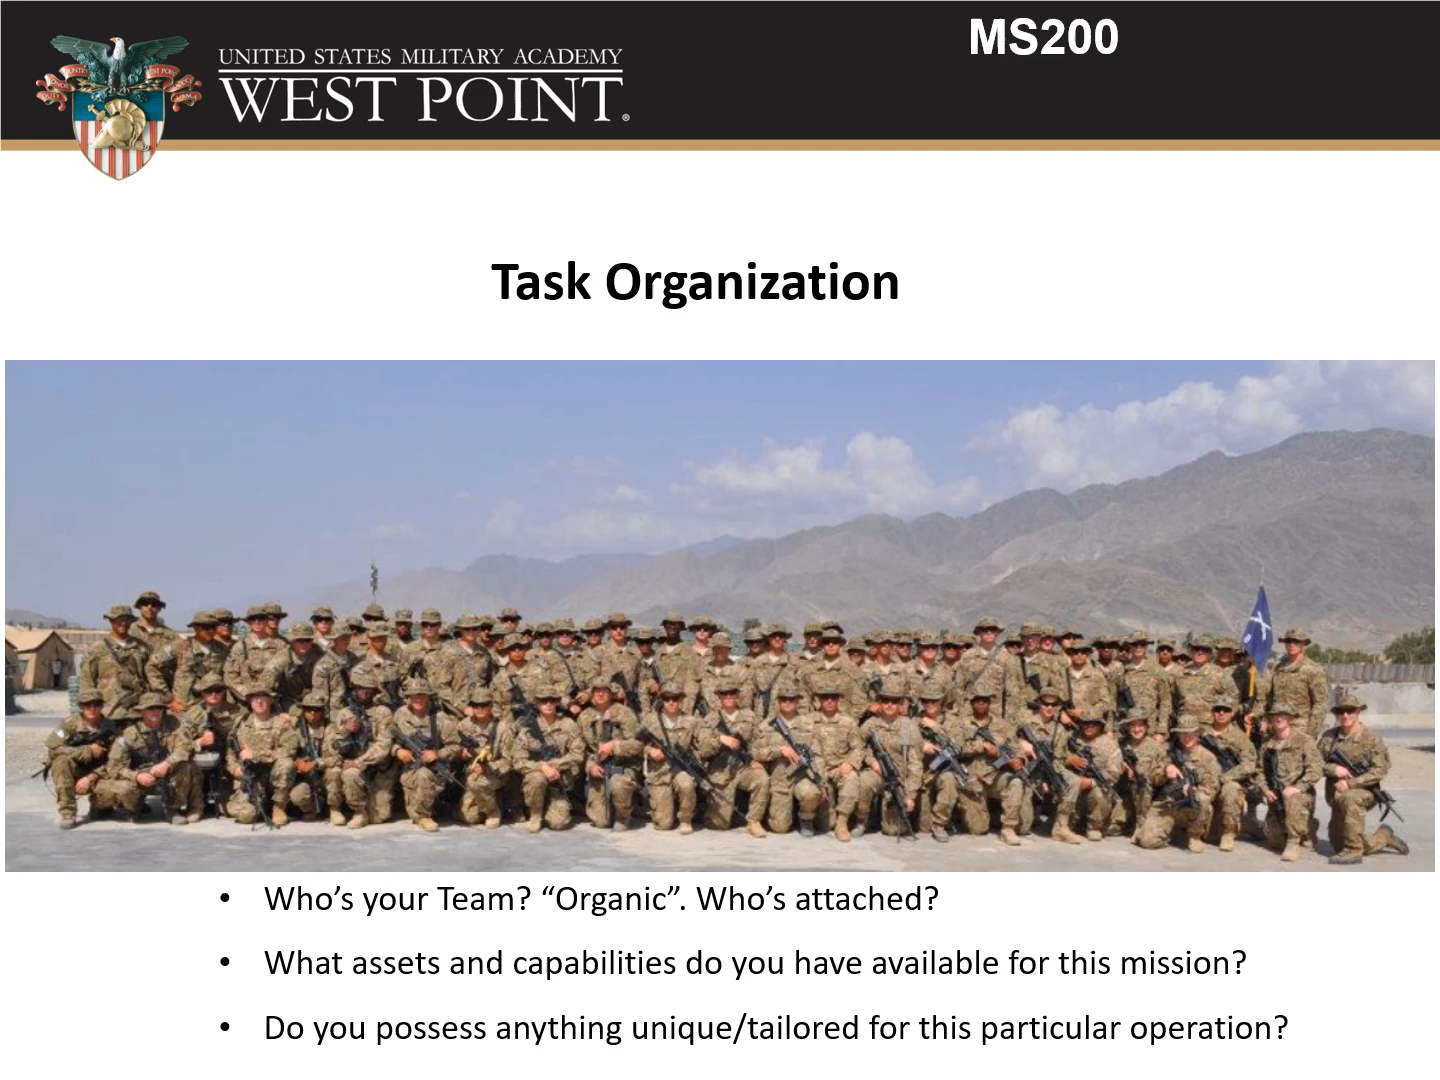 MS200
UNITED STATES MILITARY ACADEMY
WEST POINT®
Task Organization
• Who’s your Team? “Organic”. Who’s attached?
• What assets and capabilities do you have available for this mission?
• Do you possess anything unique/tailored for this particular operation?